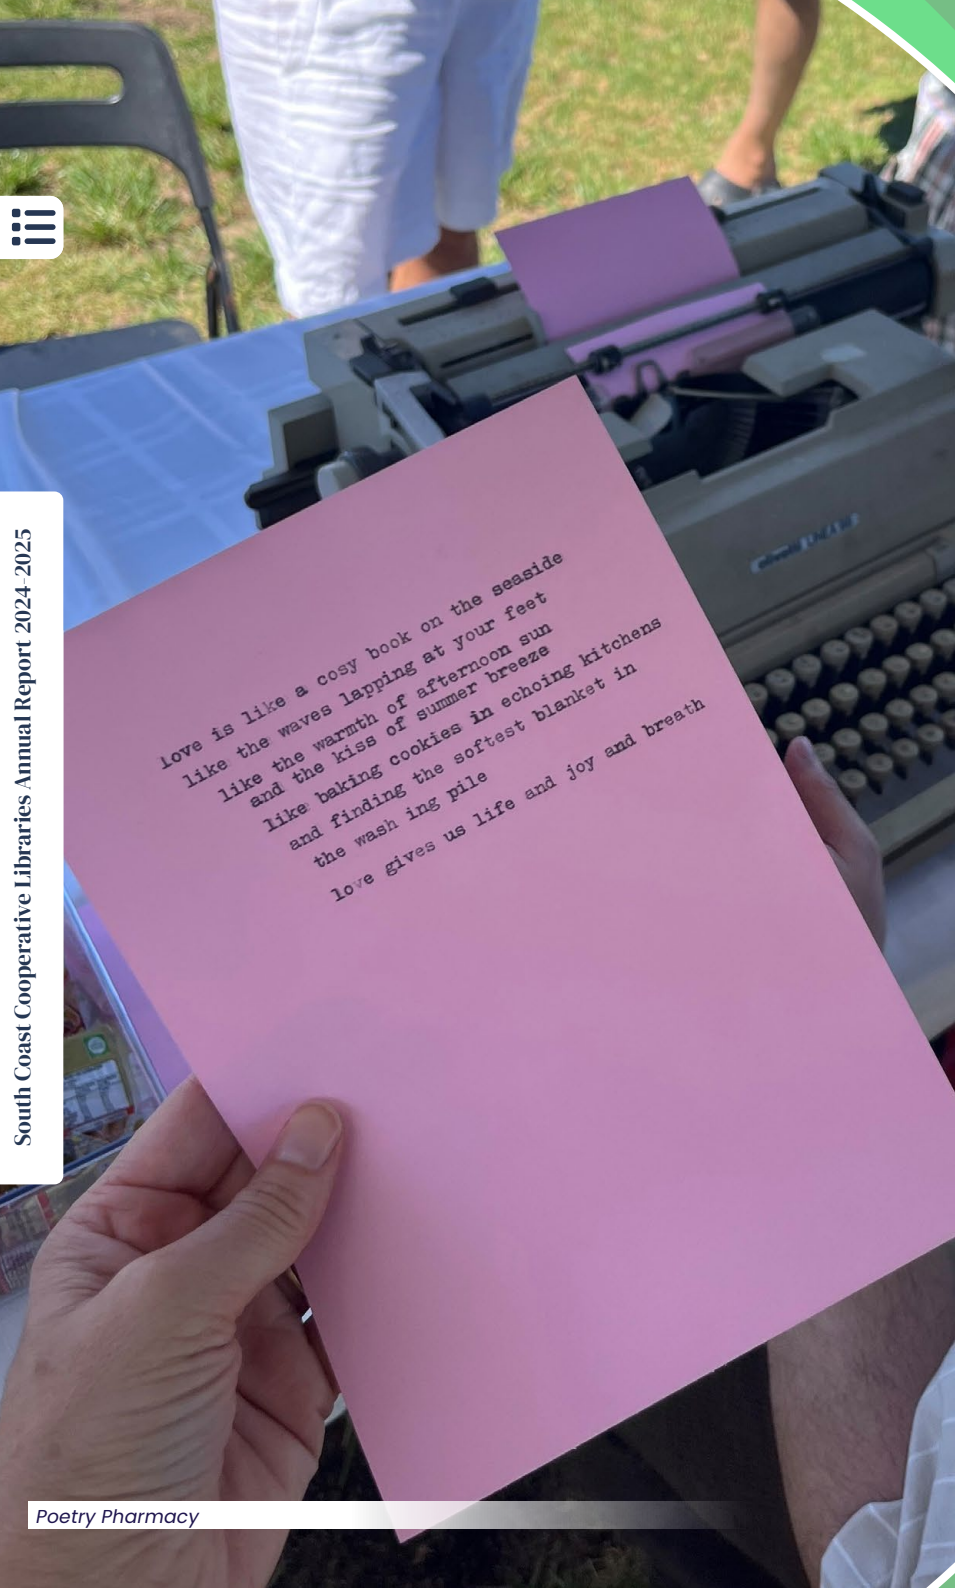 South Coast Cooperative Libraries Annual Report 2024-2025
love is like a cosy book on the seaside
like the waves lapping at your feet
like the warmth of afternoon sun
and the kiss of summer breeze
like baking cookies in echoing kitchens
and finding the softest blanket in
the wash ing pile
love gives us life and joy and breath
olivetti
Poetry Pharmacy